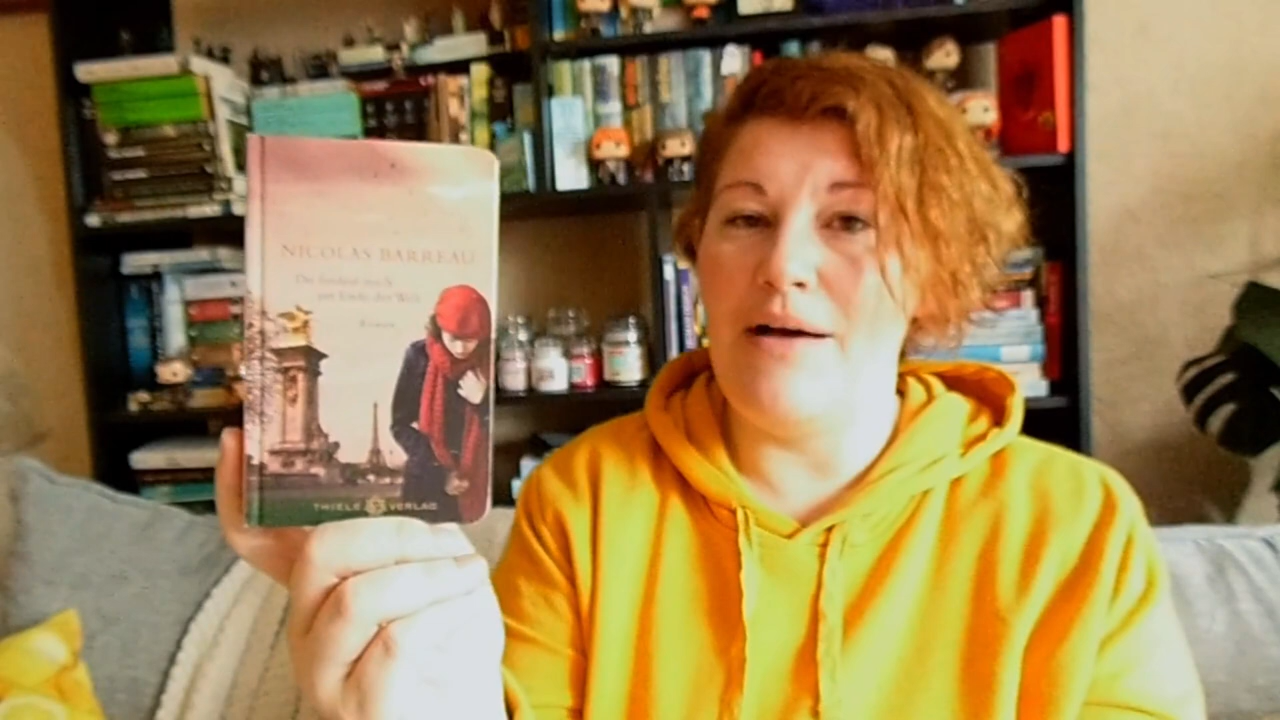 NICOLAS BARREAU
Du findest mich
am Ende der Welt
Roman
THIELE VERLAG